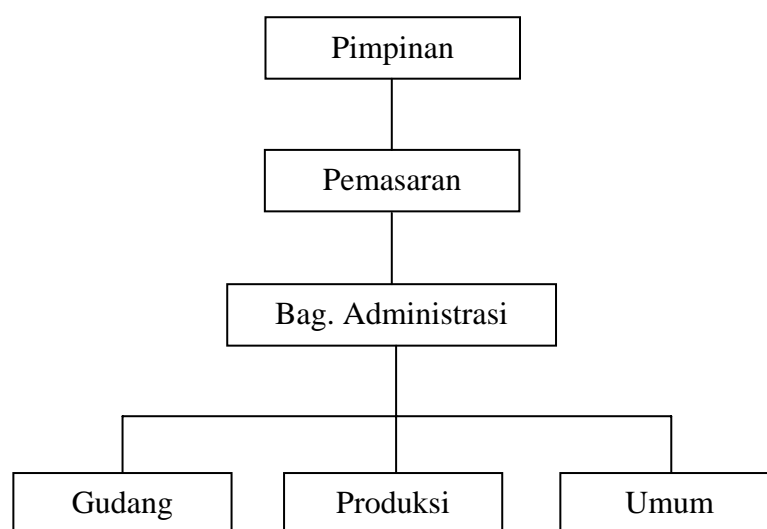 Pimpinan
Pemasaran
Bag. Administrasi
Gudang
Produksi
Umum